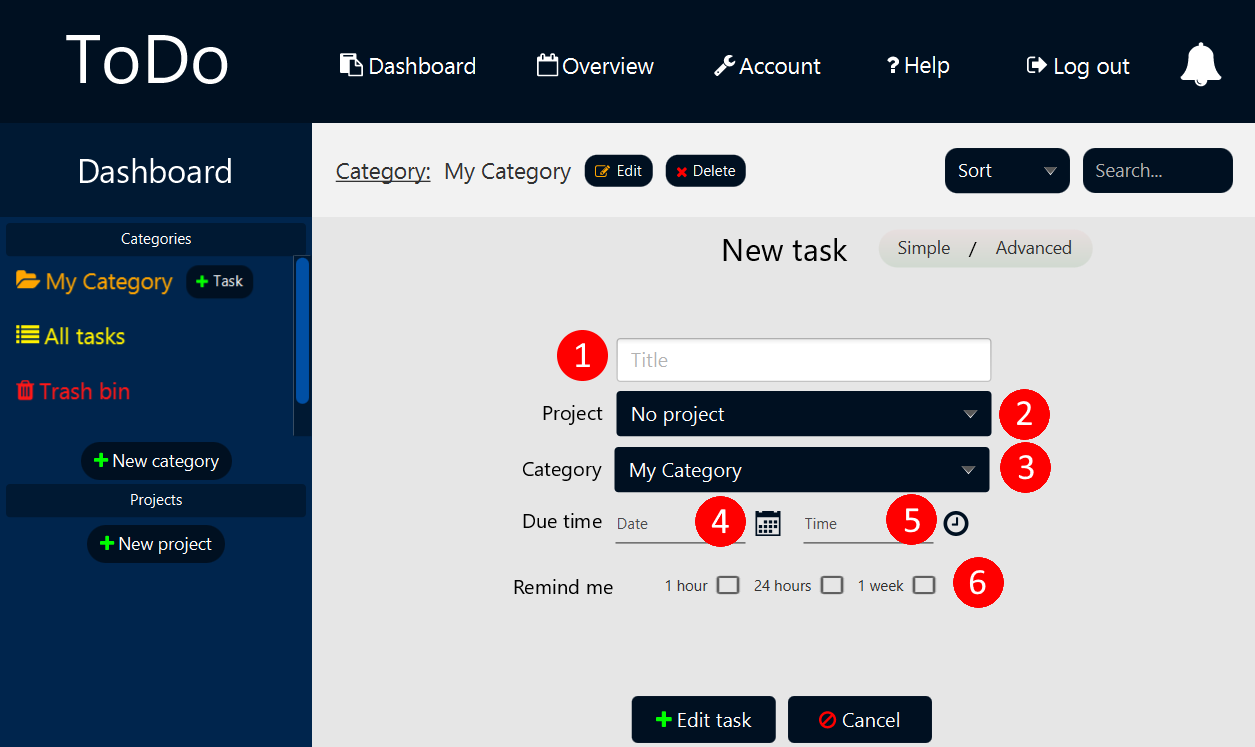 ToDo
Dashboard Overview Account ? Help Log out
Dashboard
Category: My Category Edit Delete Sort Search...
Categories
My Category + Task
All tasks
Trash bin
+ New category
Projects
+ New project
New task Simple / Advanced
1 Title
Project No project 2
Category My Category 3
Due time Date 4 Time 5
Remind me 1 hour 24 hours 1 week 6
+ Edit task Cancel